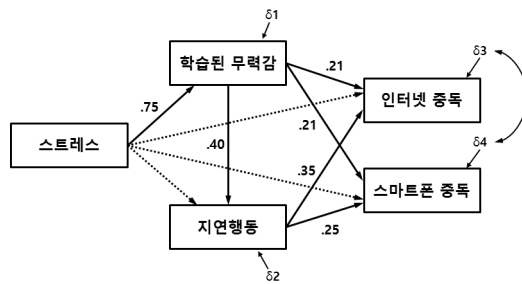 δ1
학습된 무력감
.21
δ3
인터넷 중독
.75
.21
스트레스
.40
δ4
.35
스마트폰 중독
지연행동
.25
δ2